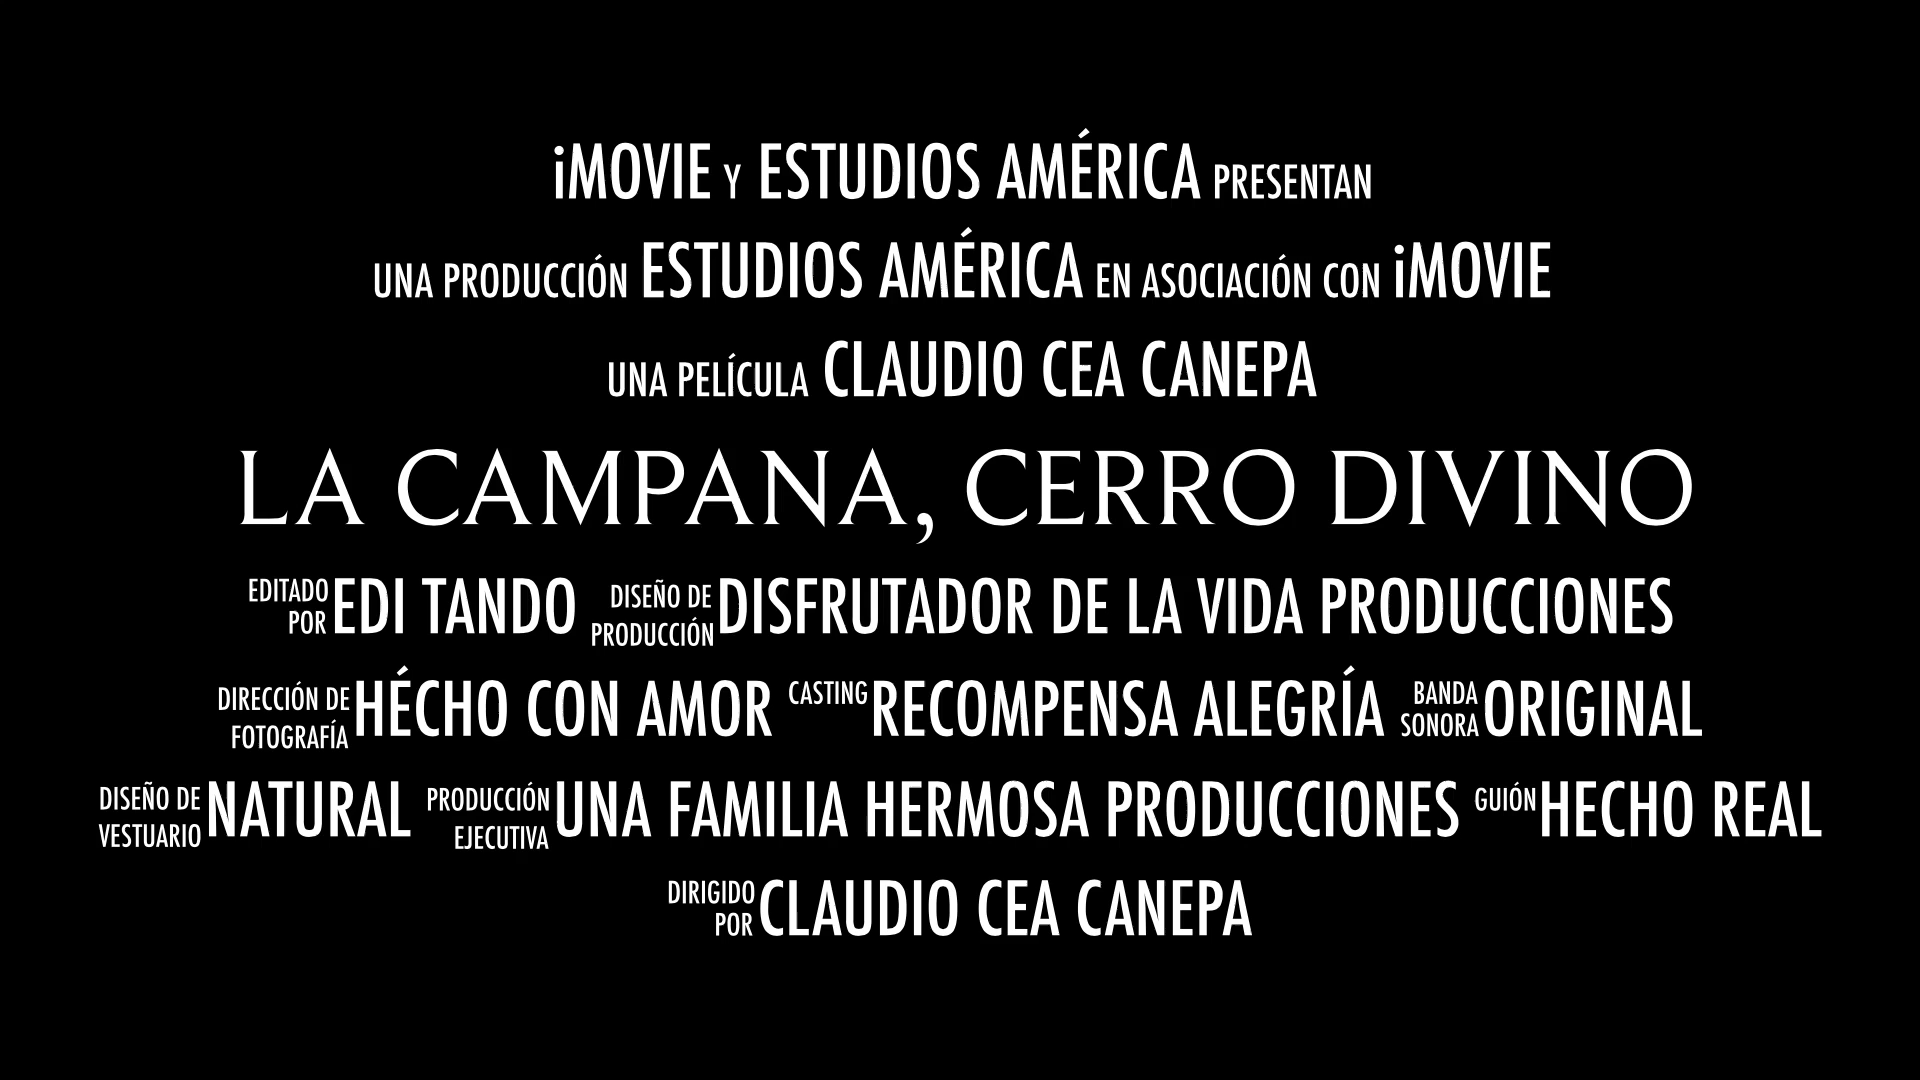 iMOVIE Y ESTUDIOS AMÉRICA PRESENTAN
UNA PRODUCCIÓN ESTUDIOS AMÉRICA EN ASOCIACIÓN CON iMOVIE
UNA PELÍCULA CLAUDIO CEA CANEPA
LA CAMPANA, CERRO DIVINO
EDITADO POR EDI TANDO DISEÑO DE PRODUCCIÓN DISFRUTADOR DE LA VIDA PRODUCCIONES
DIRECCIÓN DE FOTOGRAFÍA HÉCHO CON AMOR CASTING RECOMPENSA ALEGRÍA BANDA SONORA ORIGINAL
DISEÑO DE VESTUARIO NATURAL PRODUCCIÓN EJECUTIVA UNA FAMILIA HERMOSA PRODUCCIONES GUIÓN HECHO REAL
DIRIGIDO POR CLAUDIO CEA CANEPA